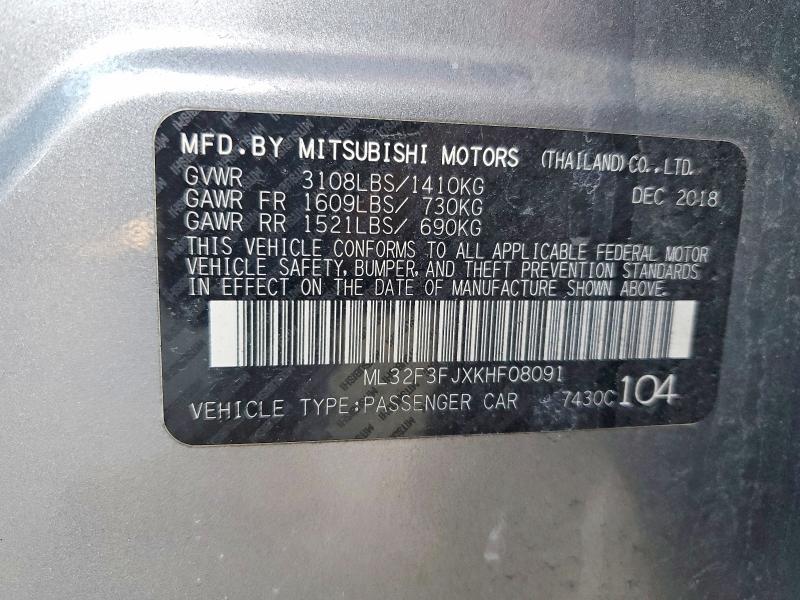 MFD.BY MITSUBISHI MOTORS (THAILAND)CO.,LTD.
GVWR 3108LBS/1410KG DEC 2018
GAWR FR 1609LBS/ 730KG
GAWR RR 1521LBS/ 690KG
THIS VEHICLE CONFORMS TO ALL APPLICABLE FEDERAL MOTOR
VEHICLE SAFETY, BUMPER, AND THEFT PREVENTION STANDARDS
IN EFFECT ON THE DATE OF MANUFACTURE SHOWN ABOVE.
ML32F3FJXKHF08091
VEHICLE TYPE:PASSENGER CAR 7430C 104